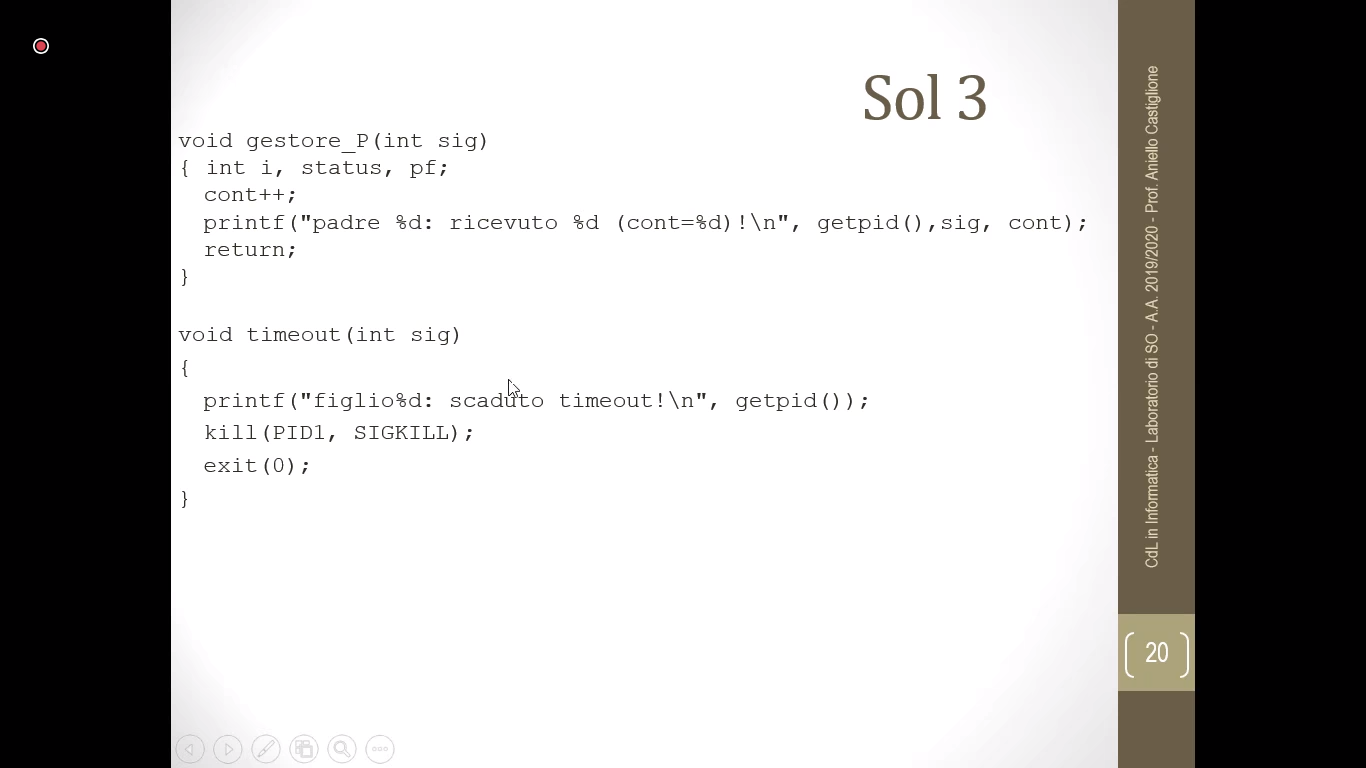 Sol 3
void gestore_P(int sig)
{ int i, status, pf;
cont++;
printf("padre %d: ricevuto %d (cont=%d)!\n", getpid(),sig, cont);
return;
}
void timeout(int sig)
{
printf("figlio%d: scaduto timeout!\n", getpid());
kill(PID1, SIGKILL);
exit(0);
}
CdL in Informatica - Laboratorio di SO - A.A. 2019/2020 - Prof. Aniello Castiglione
20